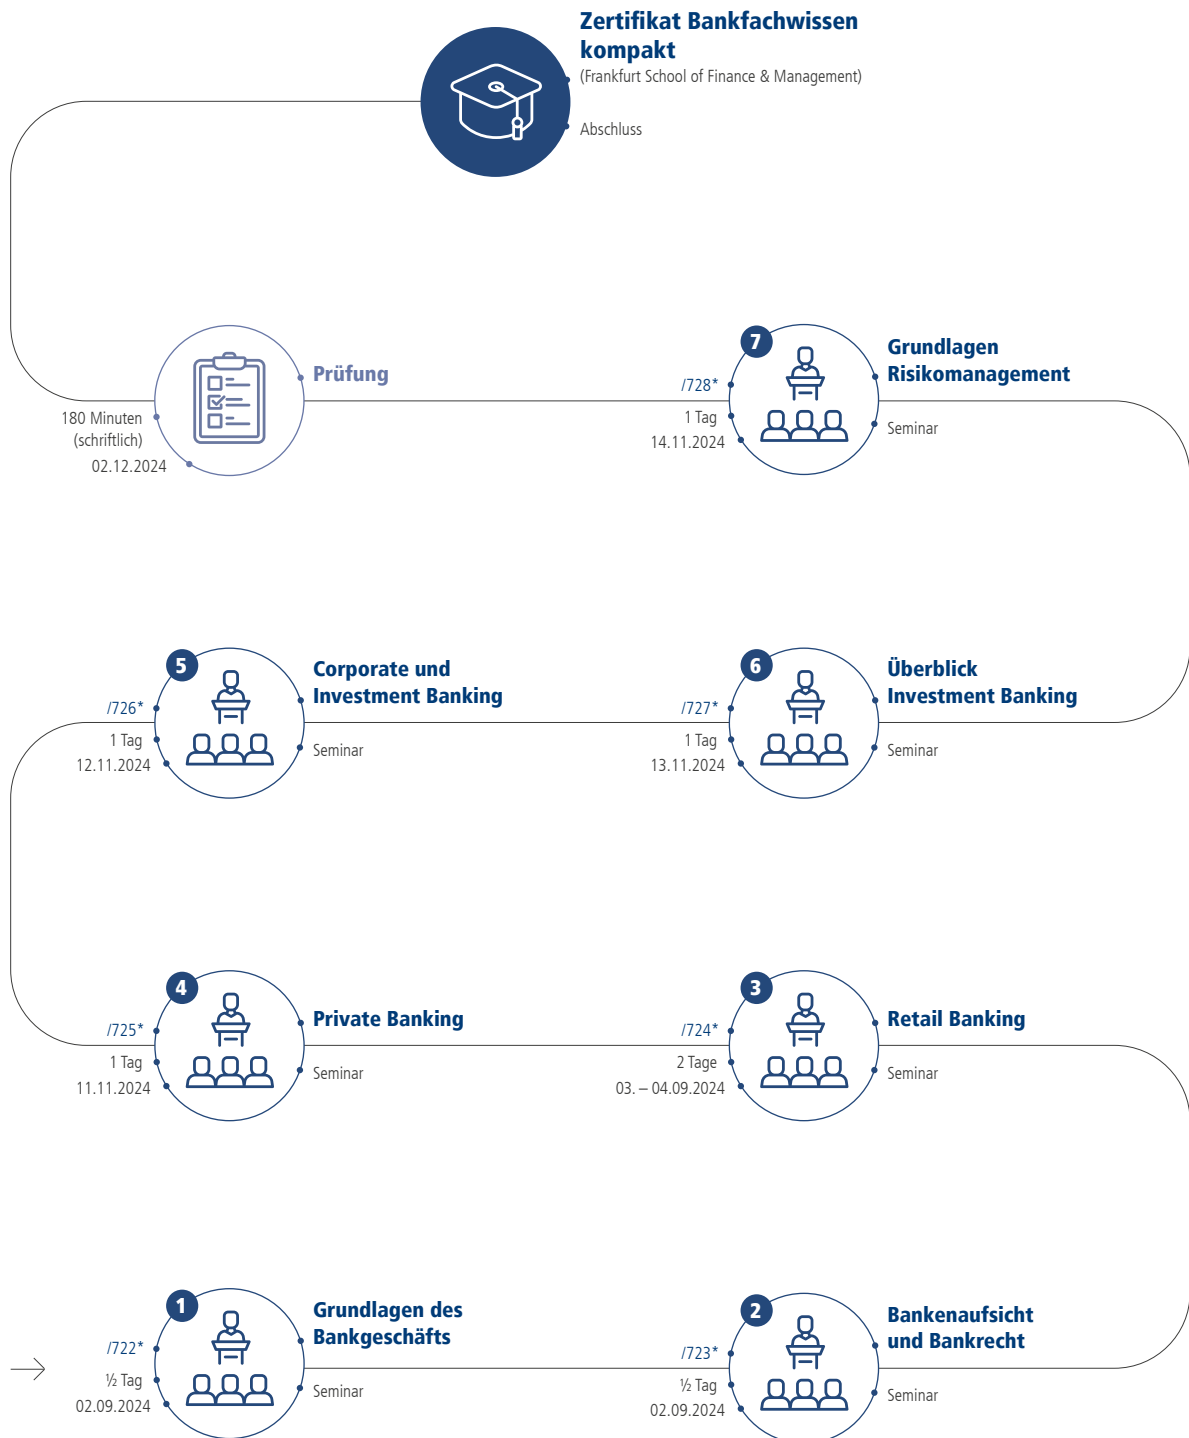 Zertifikat Bankfachwissen
kompakt
(Frankfurt School of Finance & Management)
Abschluss
Prüfung
180 Minuten
(schriftlich)
02.12.2024
7
Grundlagen
Risikomanagement
/728*
1 Tag
14.11.2024
Seminar
5
Corporate und
Investment Banking
/726*
1 Tag
12.11.2024
Seminar
6
Überblick
Investment Banking
/727*
1 Tag
13.11.2024
Seminar
4
Private Banking
/725*
1 Tag
11.11.2024
Seminar
3
Retail Banking
/724*
2 Tage
03. – 04.09.2024
Seminar
1
Grundlagen des
Bankgeschäfts
/722*
½ Tag
02.09.2024
Seminar
2
Bankenaufsicht
und Bankrecht
/723*
½ Tag
02.09.2024
Seminar